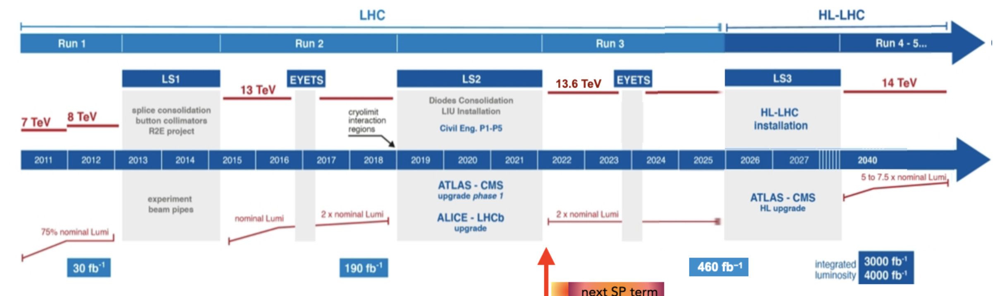 LHC
HL-LHC
Run 1
Run 2
Run 3
Run 4 - 5...
LS1
EYETS
LS2
EYETS
LS3
7 TeV
8 TeV
13 TeV
13.6 TeV
14 TeV
splice consolidation
button collimators
R2E project
cryolimit
interaction
regions
Diodes Consolidation
LIU Installation
Civil Eng. P1-P5
HL-LHC
installation
2011
2012
2013
2014
2015
2016
2017
2018
2019
2020
2021
2022
2023
2024
2025
2026
2027
2040
experiment
beam pipes
ATLAS - CMS
upgrade phase 1
ALICE - LHCb
upgrade
ATLAS - CMS
HL upgrade
75% nominal Lumi
nominal Lumi
2 x nominal Lumi
2 x nominal Lumi
5 to 7.5 x nominal Lumi
30 fb⁻¹
190 fb⁻¹
460 fb⁻¹
integrated
luminosity
3000 fb⁻¹
4000 fb⁻¹
next SP term